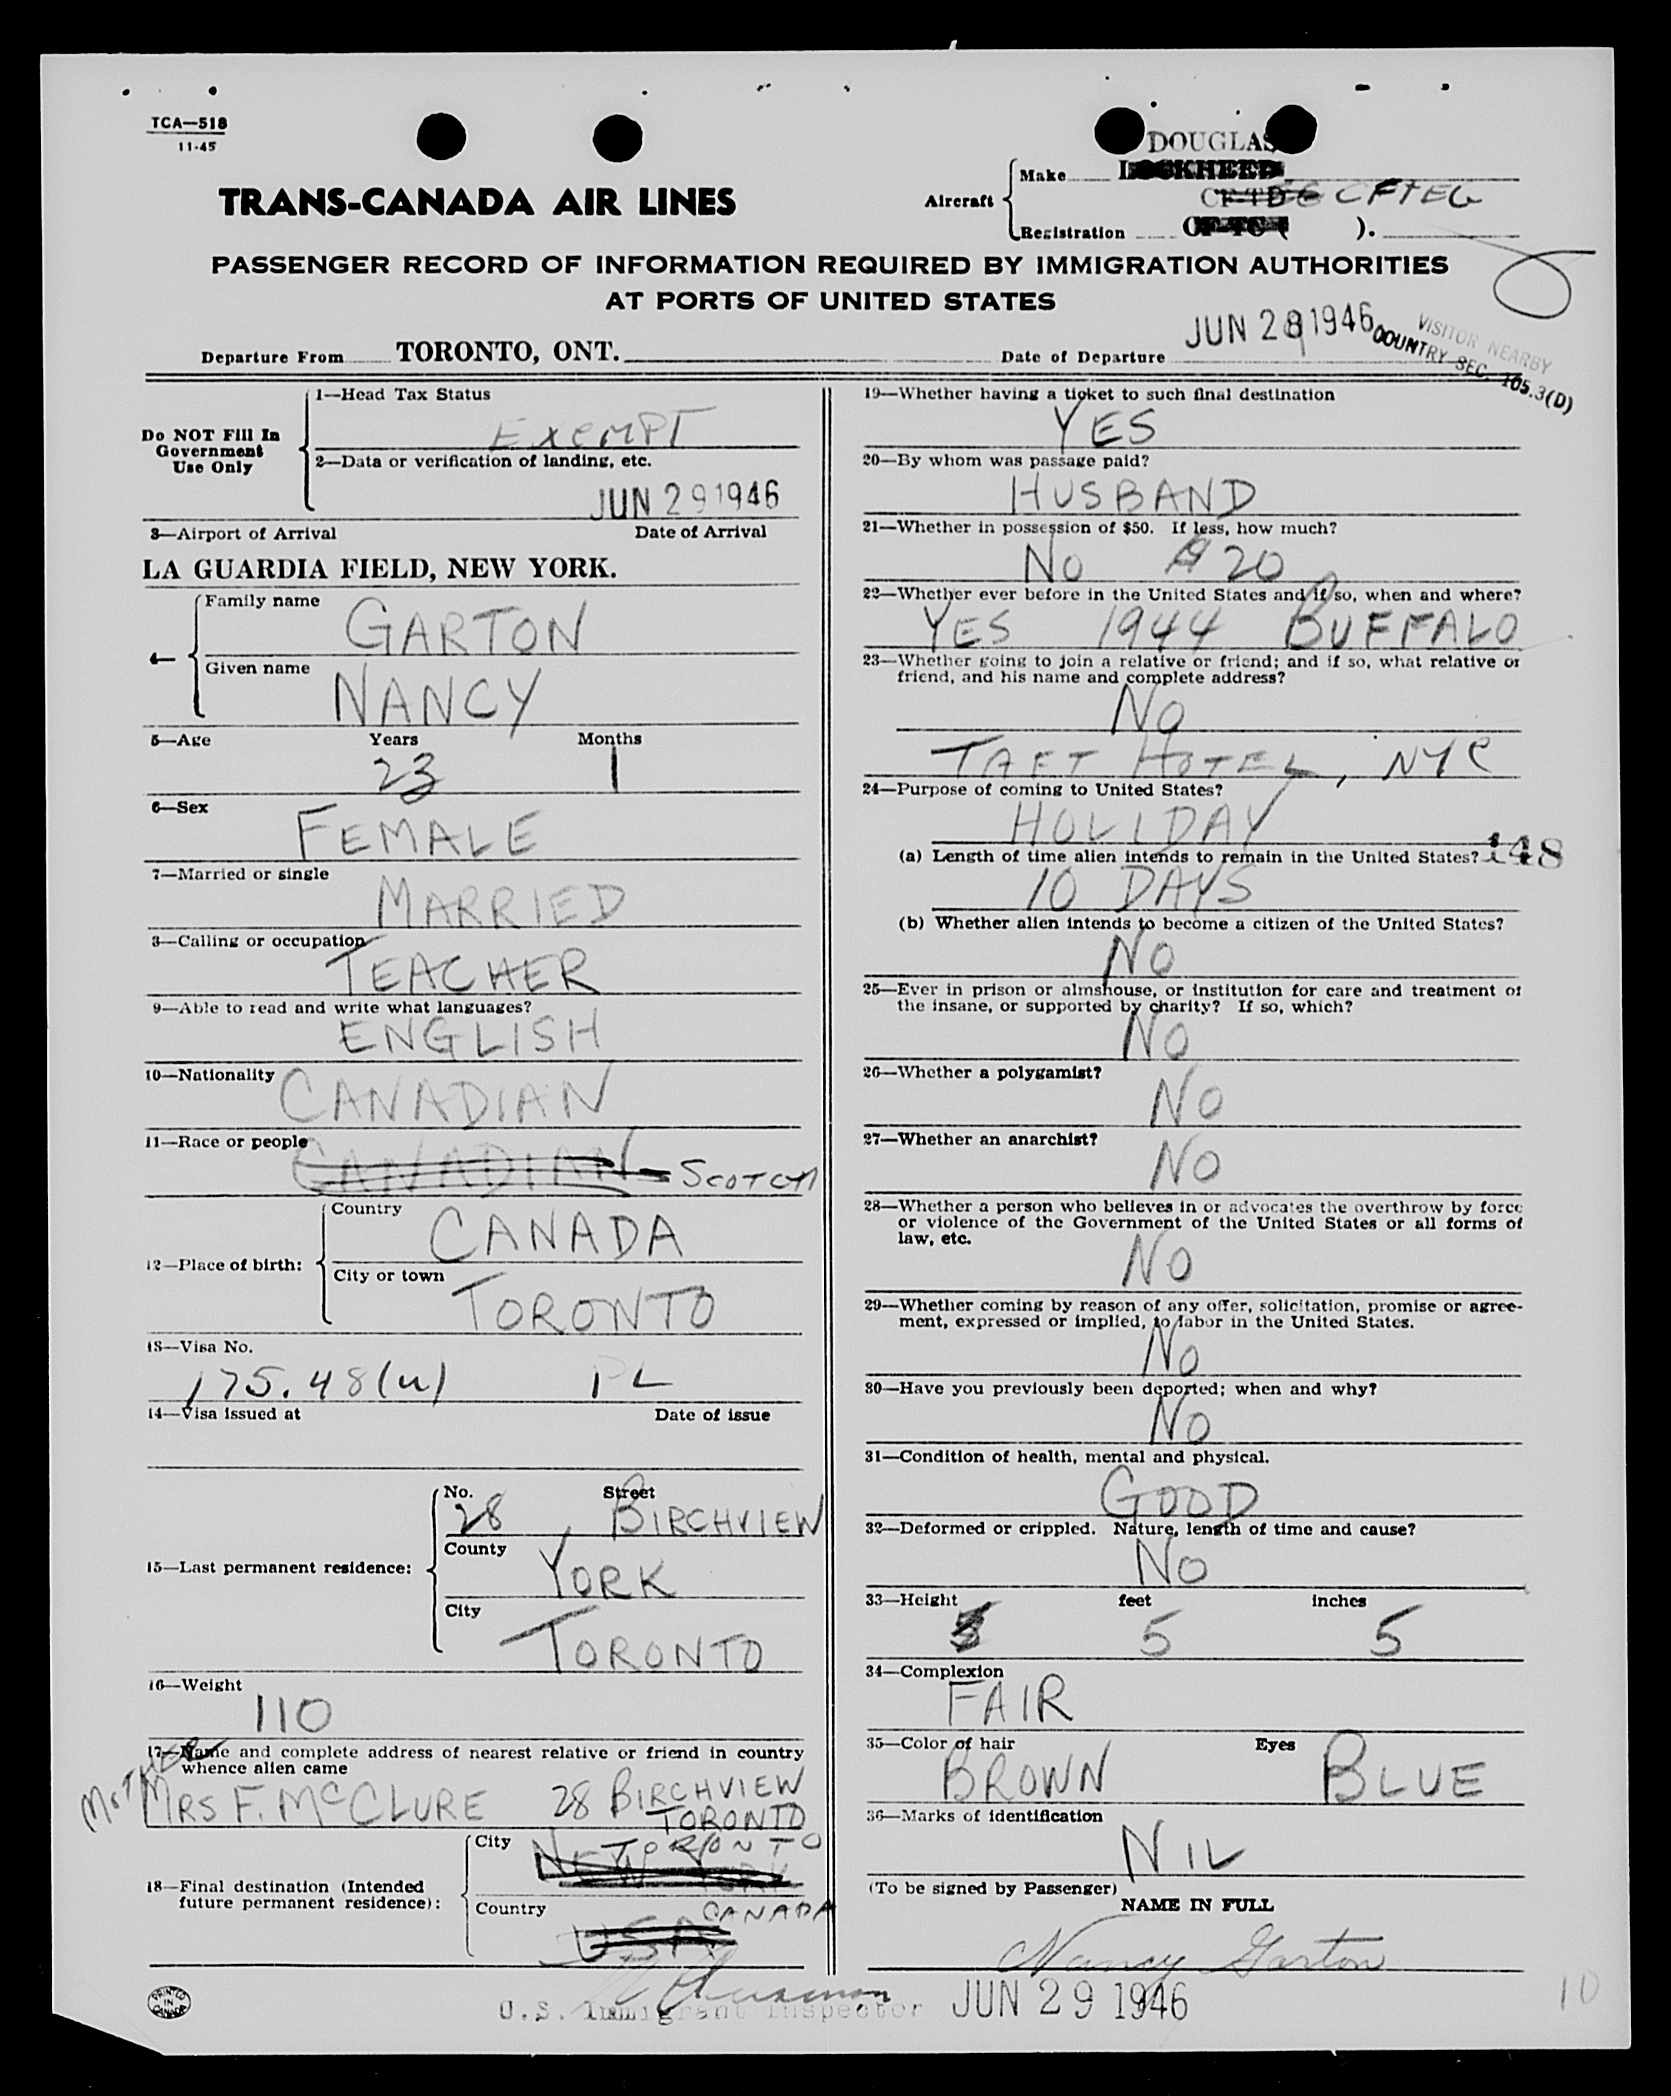 TCA—518
11-45
TRANS-CANADA AIR LINES
Aircraft
Make
DOUGLAS
LOCKHEED
Registration
CF-TD CFTEG
CF-TC ( ).
PASSENGER RECORD OF INFORMATION REQUIRED BY IMMIGRATION AUTHORITIES
AT PORTS OF UNITED STATES
Departure From TORONTO, ONT. Date of Departure JUN 29 1946
VISITOR NEARBY
COUNTRY SEC. 165.3(D)
Do NOT Fill In
Government
Use Only
1—Head Tax Status
EXEMPT
2—Data or verification of landing, etc.
JUN 29 1946
3—Airport of Arrival Date of Arrival
LA GUARDIA FIELD, NEW YORK.
4—
Family name GARTON
Given name NANCY
5—Age Years Months
23 1
6—Sex
FEMALE
7—Married or single
MARRIED
8—Calling or occupation
TEACHER
9—Able to read and write what languages?
ENGLISH
10—Nationality
CANADIAN
11—Race or people
CANADIAN SCOTCH
12—Place of birth:
Country
CANADA
City or town
TORONTO
13—Visa No.
175.48(u) PL
14—Visa issued at Date of issue
15—Last permanent residence:
No. Street
28 BIRCHVIEW
County
YORK
City
TORONTO
16—Weight
110
17—Name and complete address of nearest relative or friend in country
whence alien came
MOTHER
MRS F. McCLURE 28 BIRCHVIEW
TORONTO
18—Final destination (Intended
future permanent residence):
City
TORONTO
NEW YORK
Country
CANADA
USA
PRINTED
IN
CANADA
U.S. Immigrant Inspector
19—Whether having a ticket to such final destination
YES
20—By whom was passage paid?
HUSBAND
21—Whether in possession of $50. If less, how much?
NO $20
22—Whether ever before in the United States and if so, when and where?
YES 1944 BUFFALO
23—Whether going to join a relative or friend; and if so, what relative or
friend, and his name and complete address?
NO
TAFT HOTEL, NYC
24—Purpose of coming to United States?
HOLIDAY
(a) Length of time alien intends to remain in the United States? 148
10 DAYS
(b) Whether alien intends to become a citizen of the United States?
NO
25—Ever in prison or almshouse, or institution for care and treatment of
the insane, or supported by charity? If so, which?
NO
26—Whether a polygamist?
NO
27—Whether an anarchist?
NO
28—Whether a person who believes in or advocates the overthrow by force
or violence of the Government of the United States or all forms of
law, etc.
NO
29—Whether coming by reason of any offer, solicitation, promise or agree-
ment, expressed or implied, to labor in the United States.
NO
30—Have you previously been deported; when and why?
NO
31—Condition of health, mental and physical.
GOOD
32—Deformed or crippled. Nature, length of time and cause?
NO
33—Height feet inches
5 5
34—Complexion
FAIR
35—Color of hair Eyes
BROWN BLUE
36—Marks of identification
NIL
(To be signed by Passenger)
NAME IN FULL
Nancy Garton
JUN 29 1946
10